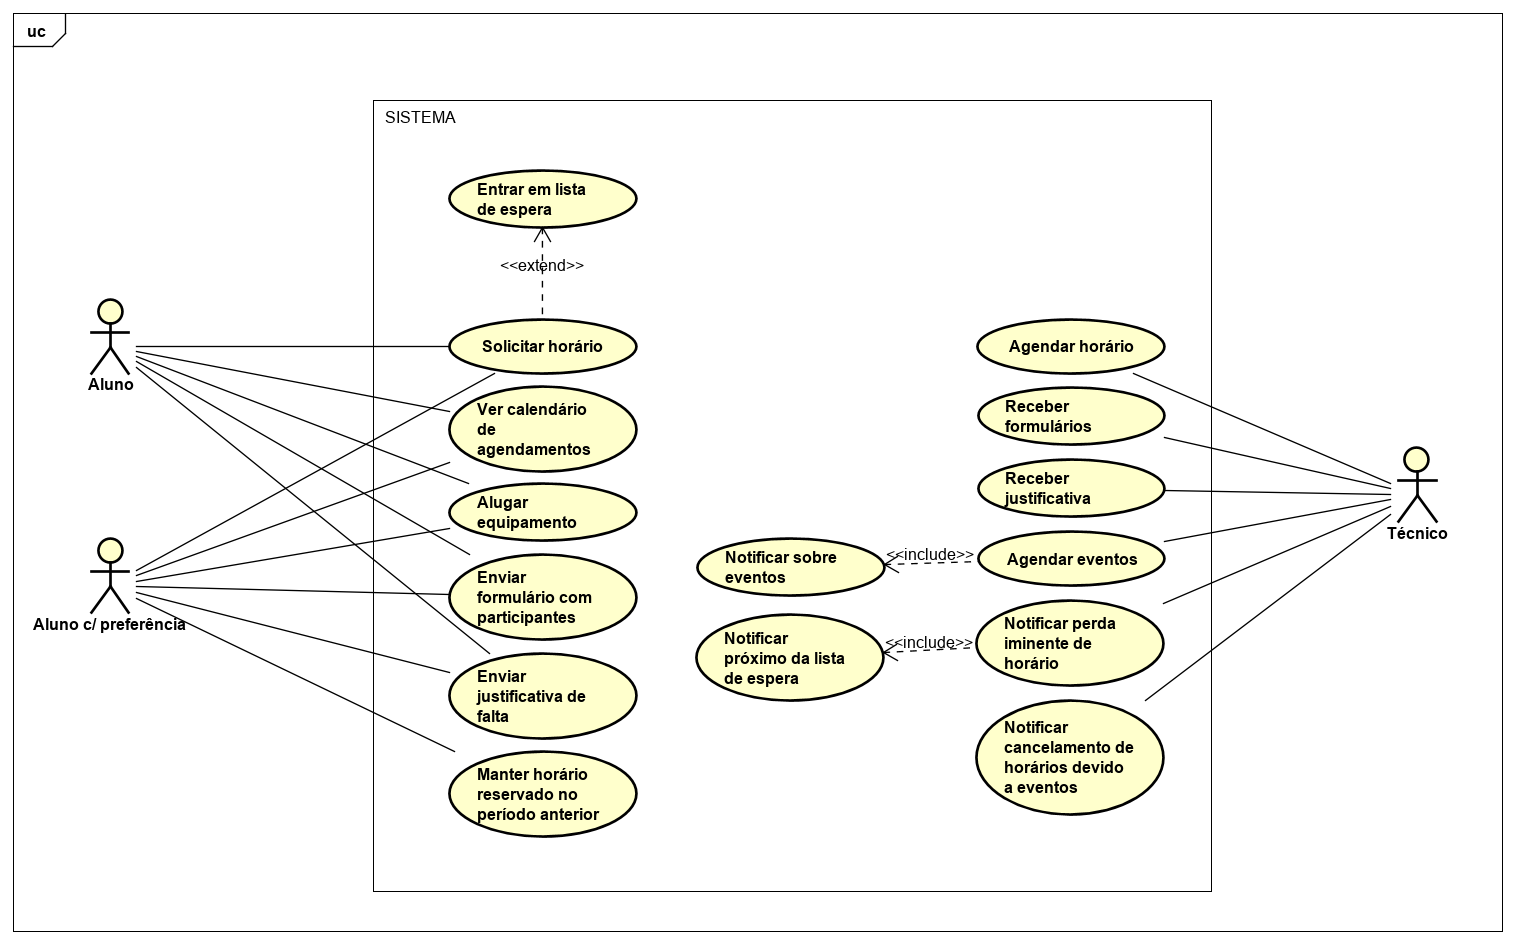 uc
SISTEMA
Entrar em lista
de espera
<<extend>>
Solicitar horário
Ver calendário
de
agendamentos
Alugar
equipamento
Enviar
formulário com
participantes
Enviar
justificativa de
falta
Manter horário
reservado no
período anterior
Aluno
Aluno c/ preferência
Notificar sobre
eventos
<<include>>
Notificar
próximo da lista
de espera
<<include>>
Agendar horário
Receber
formulários
Receber
justificativa
Agendar eventos
Notificar perda
iminente de
horário
Notificar
cancelamento de
horários devido
a eventos
Técnico